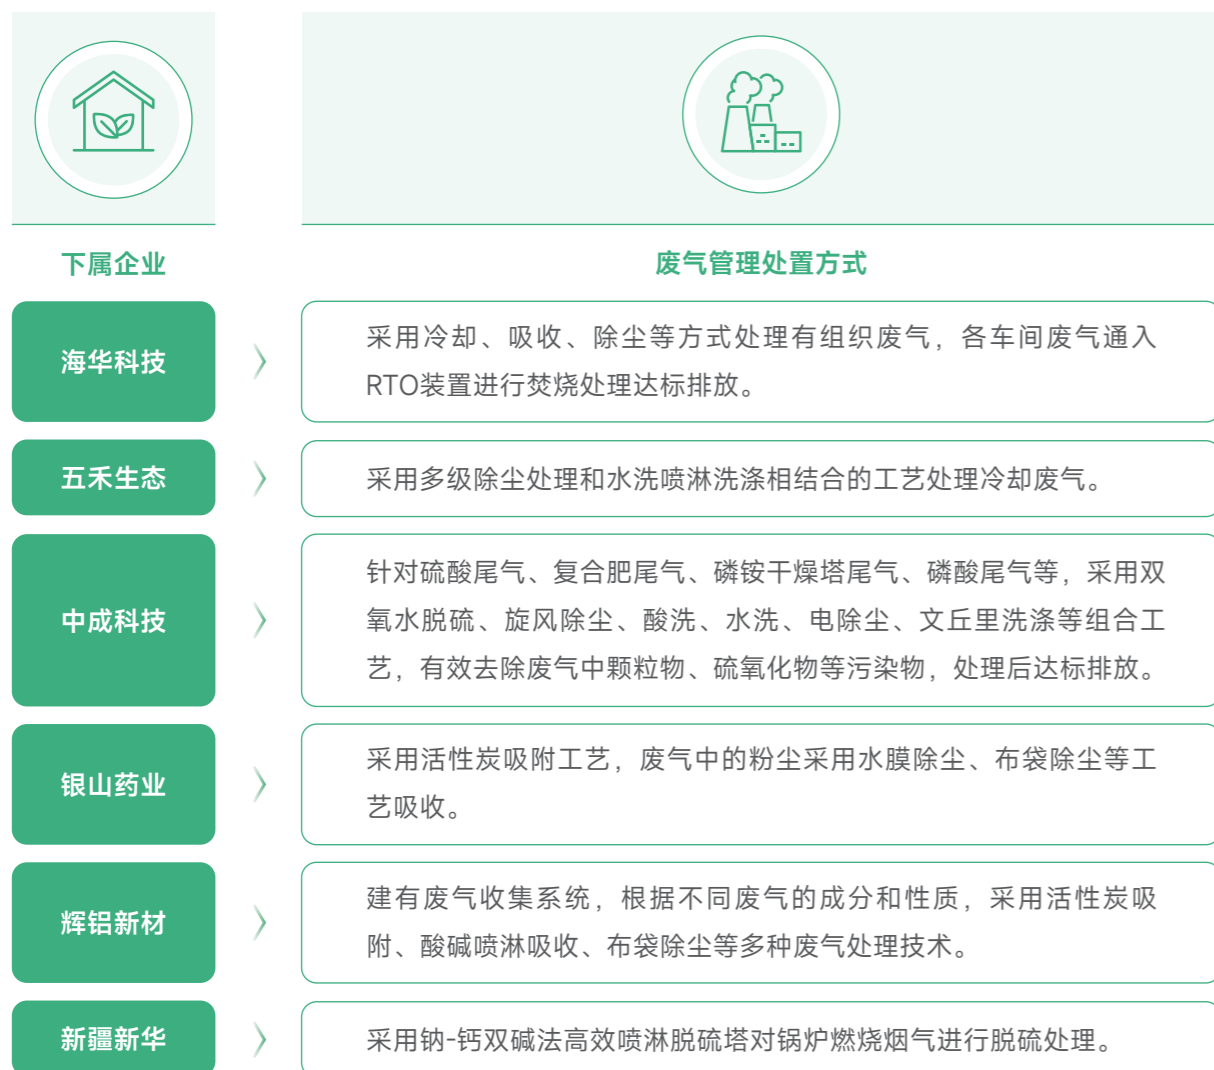 下属企业
废气管理处置方式
海华科技
采用冷却、吸收、除尘等方式处理有组织废气，各车间废气通入
RTO装置进行焚烧处理达标排放。
五禾生态
采用多级除尘处理和水洗喷淋洗涤相结合的工艺处理冷却废气。
中成科技
针对硫酸尾气、复合肥尾气、磷铵干燥塔尾气、磷酸尾气等，采用双
氧水脱硫、旋风除尘、酸洗、水洗、电除尘、文丘里洗涤等组合工
艺，有效去除废气中颗粒物、硫氧化物等污染物，处理后达标排放。
银山药业
采用活性炭吸附工艺，废气中的粉尘采用水膜除尘、布袋除尘等工
艺吸收。
辉铝新材
建有废气收集系统，根据不同废气的成分和性质，采用活性炭吸
附、酸碱喷淋吸收、布袋除尘等多种废气处理技术。
新疆新华
采用钠-钙双碱法高效喷淋脱硫塔对锅炉燃烧烟气进行脱硫处理。